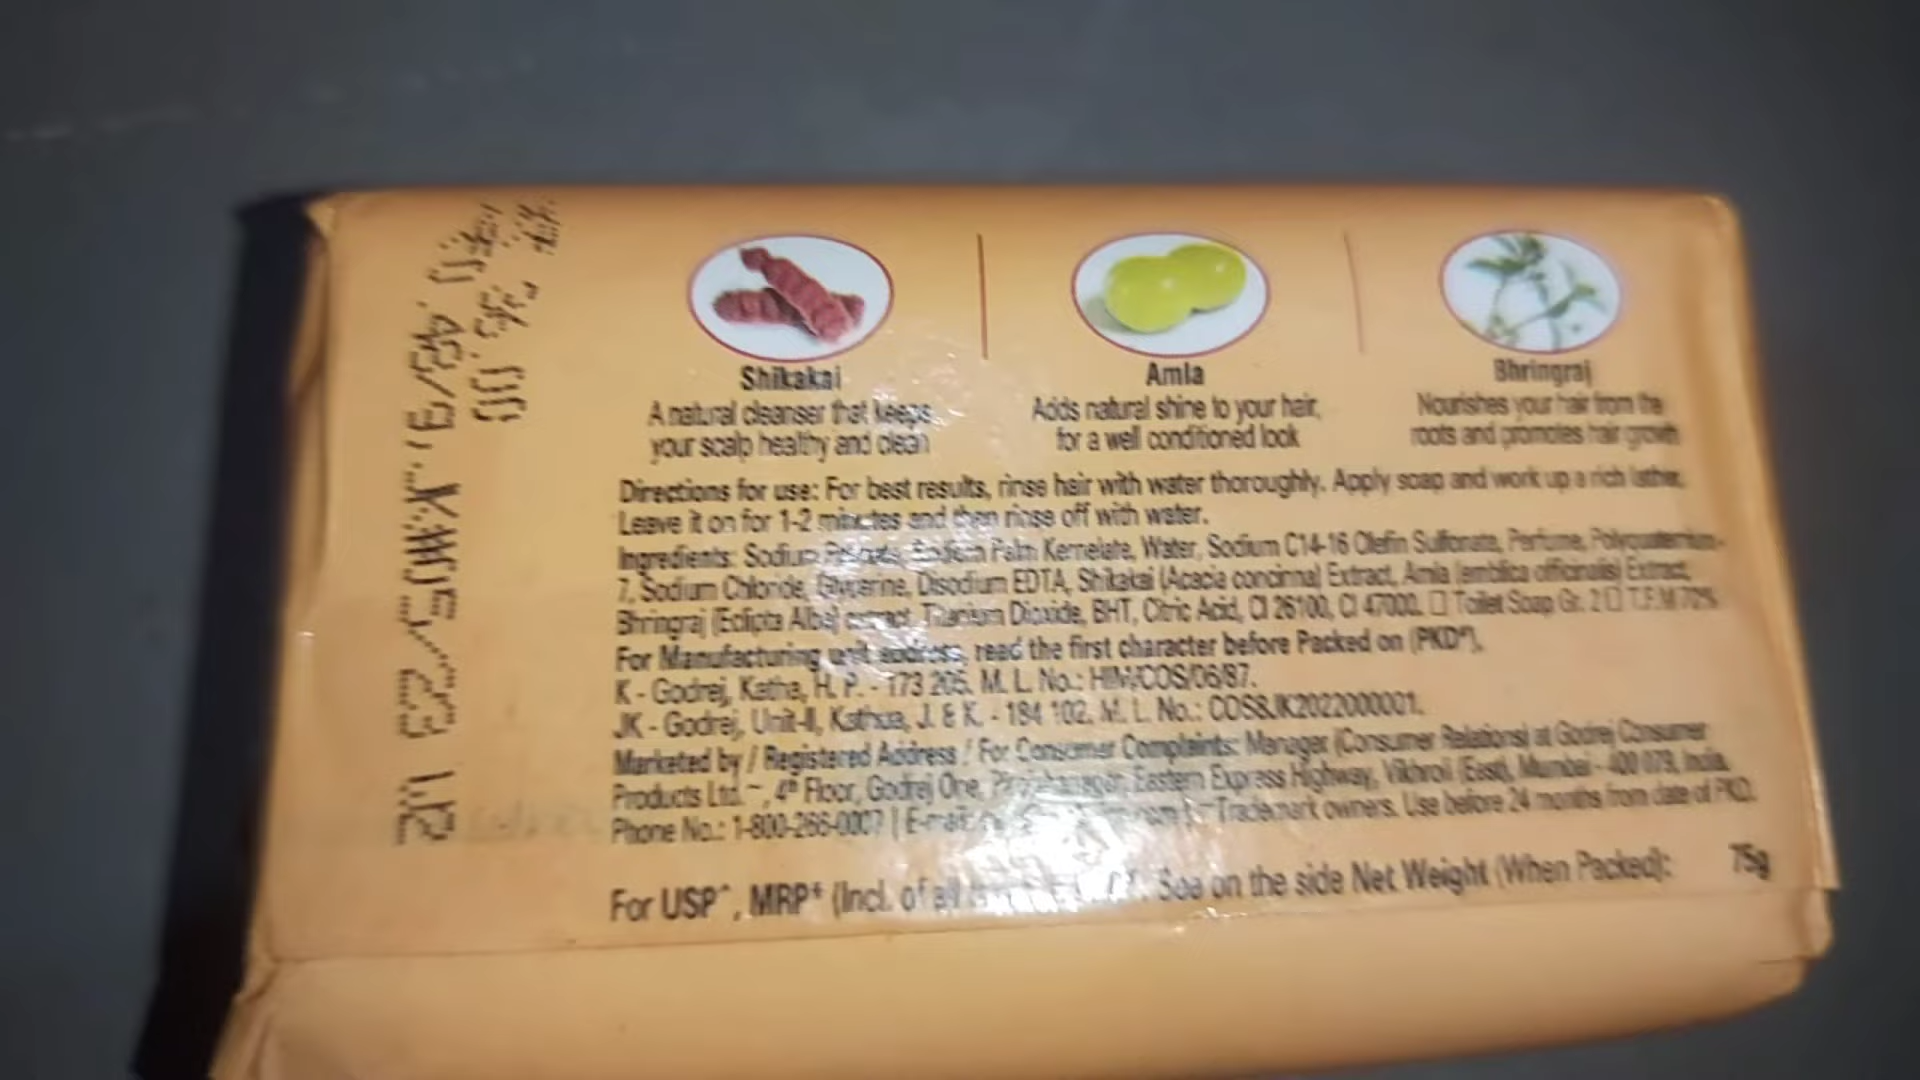 Shikakai
A natural cleanser that keeps
your scalp healthy and clean
Amla
Adds natural shine to your hair,
for a well conditioned look
Bhringraj
Nourishes your hair from the
roots and promotes hair growth
Directions for use: For best results, rinse hair with water thoroughly. Apply soap and work up a rich lather.
Leave it on for 1-2 minutes and then rinse off with water.
Ingredients: Sodium Palmate, Sodium Palm Kernelate, Water, Sodium C14-16 Olefin Sulfonate, Perfume, Polyquaternium-
7, Sodium Chloride, Glycerine, Disodium EDTA, Shikakai (Acacia concinna) Extract, Amla (emblica officinalis) Extract,
Bhringraj (Eclipta Alba) extract, Titanium Dioxide, BHT, Citric Acid, CI 26100, CI 47000. Toilet Soap Gr. 2 T.F.M 70%
For Manufacturing unit address, read the first character before Packed on (PKD*).
K - Godrej, Katha, H. P. - 173 205. M. L. No.: HIM/COS/06/87.
JK - Godrej, Unit-II, Kathua, J. & K. - 184 102. M. L. No.: COS&JK2022000001.
Marketed by / Registered Address / For Consumer Complaints: Manager (Consumer Relations) at Godrej Consumer
Products Ltd.~, 4th Floor, Godrej One, Pirojshanagar, Eastern Express Highway, Vikhroli (East), Mumbai - 400 079, India.
Phone No.: 1-800-266-0007 | E-mail: ~Trademark owners. Use before 24 months from date of PKD.
For USP^, MRP* (Incl. of all See on the side Net Weight (When Packed): 75g